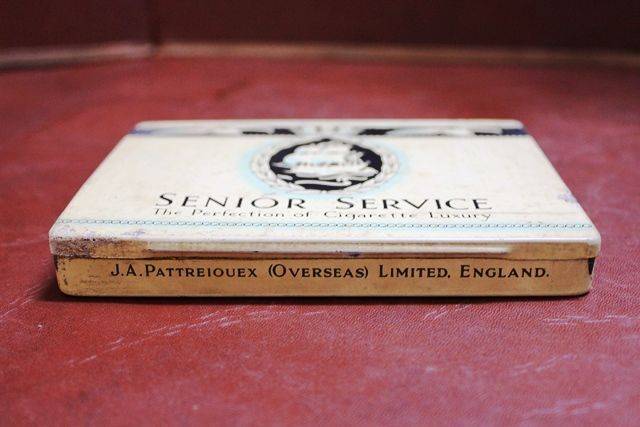 SENIOR SERVICE
The Perfection of Cigarette Luxury
J.A. PATTREIOUEX (OVERSEAS) LIMITED, ENGLAND.